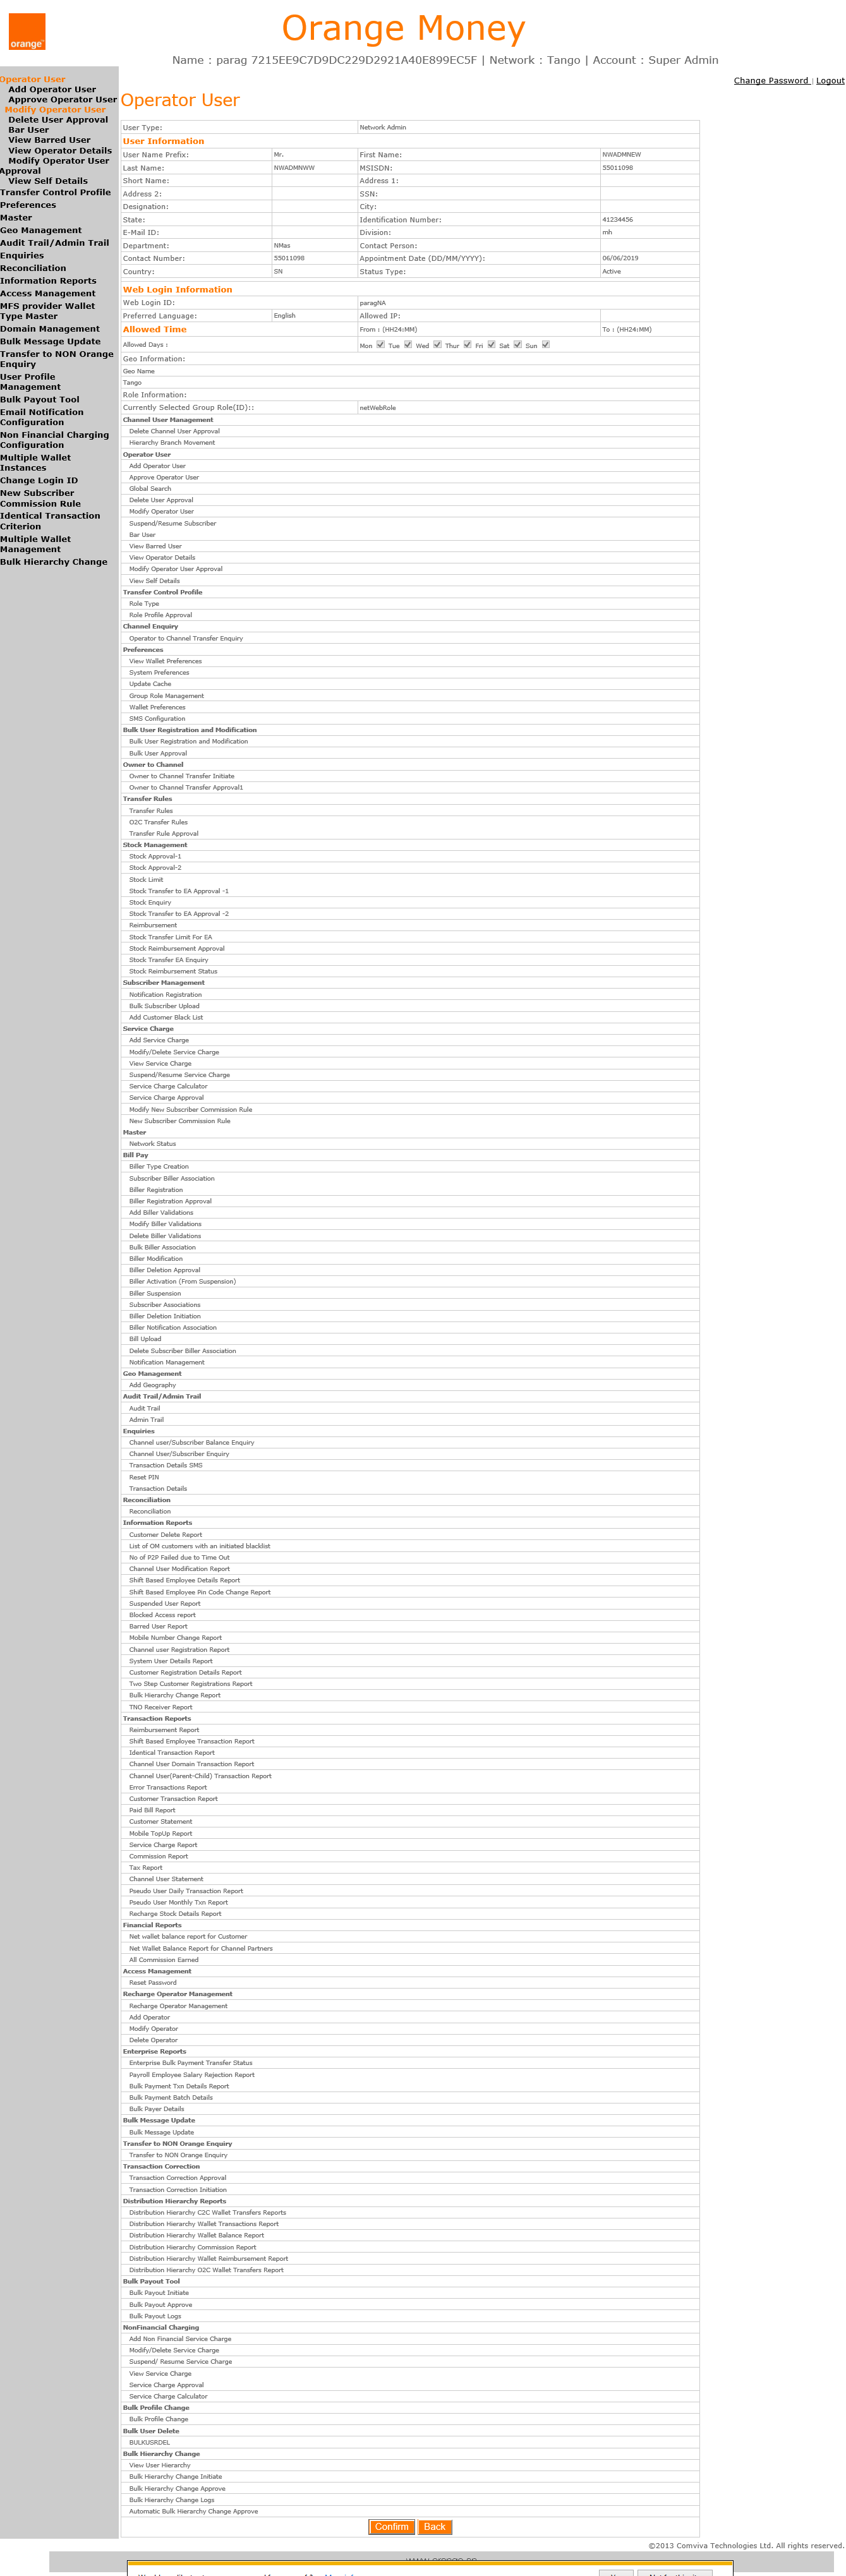 Orange Money
orange™
Name : parag 7215EE9C7D9DC229D2921A40E899EC5F | Network : Tango | Account : Super Admin
Change Password | Logout
Operator User
Add Operator User
Approve Operator User
Modify Operator User
Delete User Approval
Bar User
View Barred User
View Operator Details
Modify Operator User
Approval
View Self Details
Transfer Control Profile
Preferences
Master
Geo Management
Audit Trail/Admin Trail
Enquiries
Reconciliation
Information Reports
Access Management
MFS provider Wallet
Type Master
Domain Management
Bulk Message Update
Transfer to NON Orange
Enquiry
User Profile
Management
Bulk Payout Tool
Email Notification
Configuration
Non Financial Charging
Configuration
Multiple Wallet
Instances
Change Login ID
New Subscriber
Commission Rule
Identical Transaction
Criterion
Multiple Wallet
Management
Bulk Hierarchy Change
Operator User
User Type: Network Admin
User Information
User Name Prefix: Mr. First Name: NWADMNEW
Last Name: NWADMNWW MSISDN: 55011098
Short Name: Address 1:
Address 2: SSN:
Designation: City:
State: Identification Number: 41234456
E-Mail ID: Division: mh
Department: NMas Contact Person:
Contact Number: 55011098 Appointment Date (DD/MM/YYYY): 06/06/2019
Country: SN Status Type: Active
Web Login Information
Web Login ID: paragNA
Preferred Language: English Allowed IP:
Allowed Time From : (HH24:MM) To : (HH24:MM)
Allowed Days : Mon Tue Wed Thur Fri Sat Sun
Geo Information:
Geo Name
Tango
Role Information:
Currently Selected Group Role(ID):: netWebRole
Channel User Management
Delete Channel User Approval
Hierarchy Branch Movement
Operator User
Add Operator User
Approve Operator User
Global Search
Delete User Approval
Modify Operator User
Suspend/Resume Subscriber
Bar User
View Barred User
View Operator Details
Modify Operator User Approval
View Self Details
Transfer Control Profile
Role Type
Role Profile Approval
Channel Enquiry
Operator to Channel Transfer Enquiry
Preferences
View Wallet Preferences
System Preferences
Update Cache
Group Role Management
Wallet Preferences
SMS Configuration
Bulk User Registration and Modification
Bulk User Registration and Modification
Bulk User Approval
Owner to Channel
Owner to Channel Transfer Initiate
Owner to Channel Transfer Approval1
Transfer Rules
Transfer Rules
O2C Transfer Rules
Transfer Rule Approval
Stock Management
Stock Approval-1
Stock Approval-2
Stock Limit
Stock Transfer to EA Approval -1
Stock Enquiry
Stock Transfer to EA Approval -2
Reimbursement
Stock Transfer Limit For EA
Stock Reimbursement Approval
Stock Transfer EA Enquiry
Stock Reimbursement Status
Subscriber Management
Notification Registration
Bulk Subscriber Upload
Add Customer Black List
Service Charge
Add Service Charge
Modify/Delete Service Charge
View Service Charge
Suspend/Resume Service Charge
Service Charge Calculator
Service Charge Approval
Modify New Subscriber Commission Rule
New Subscriber Commission Rule
Master
Network Status
Bill Pay
Biller Type Creation
Subscriber Biller Association
Biller Registration
Biller Registration Approval
Add Biller Validations
Modify Biller Validations
Delete Biller Validations
Bulk Biller Association
Biller Modification
Biller Deletion Approval
Biller Activation (From Suspension)
Biller Suspension
Subscriber Associations
Biller Deletion Initiation
Biller Notification Association
Bill Upload
Delete Subscriber Biller Association
Notification Management
Geo Management
Add Geography
Audit Trail/Admin Trail
Audit Trail
Admin Trail
Enquiries
Channel user/Subscriber Balance Enquiry
Channel User/Subscriber Enquiry
Transaction Details SMS
Reset PIN
Transaction Details
Reconciliation
Reconciliation
Information Reports
Customer Delete Report
List of OM customers with an initiated blacklist
No of P2P Failed due to Time Out
Channel User Modification Report
Shift Based Employee Details Report
Shift Based Employee Pin Code Change Report
Suspended User Report
Blocked Access report
Barred User Report
Mobile Number Change Report
Channel user Registration Report
System User Details Report
Customer Registration Details Report
Two Step Customer Registrations Report
Bulk Hierarchy Change Report
TNO Receiver Report
Transaction Reports
Reimbursement Report
Shift Based Employee Transaction Report
Identical Transaction Report
Channel User Domain Transaction Report
Channel User(Parent-Child) Transaction Report
Error Transactions Report
Customer Transaction Report
Paid Bill Report
Customer Statement
Mobile TopUp Report
Service Charge Report
Commission Report
Tax Report
Channel User Statement
Pseudo User Daily Transaction Report
Pseudo User Monthly Txn Report
Recharge Stock Details Report
Financial Reports
Net wallet balance report for Customer
Net Wallet Balance Report for Channel Partners
All Commission Earned
Access Management
Reset Password
Recharge Operator Management
Recharge Operator Management
Add Operator
Modify Operator
Delete Operator
Enterprise Reports
Enterprise Bulk Payment Transfer Status
Payroll Employee Salary Rejection Report
Bulk Payment Txn Details Report
Bulk Payment Batch Details
Bulk Payer Details
Bulk Message Update
Bulk Message Update
Transfer to NON Orange Enquiry
Transfer to NON Orange Enquiry
Transaction Correction
Transaction Correction Approval
Transaction Correction Initiation
Distribution Hierarchy Reports
Distribution Hierarchy C2C Wallet Transfers Reports
Distribution Hierarchy Wallet Transactions Report
Distribution Hierarchy Wallet Balance Report
Distribution Hierarchy Commission Report
Distribution Hierarchy Wallet Reimbursement Report
Distribution Hierarchy O2C Wallet Transfers Report
Bulk Payout Tool
Bulk Payout Initiate
Bulk Payout Approve
Bulk Payout Logs
NonFinancial Charging
Add Non Financial Service Charge
Modify/Delete Service Charge
Suspend/ Resume Service Charge
View Service Charge
Service Charge Approval
Service Charge Calculator
Bulk Profile Change
Bulk Profile Change
Bulk User Delete
BULKUSRDEL
Bulk Hierarchy Change
View User Hierarchy
Bulk Hierarchy Change Initiate
Bulk Hierarchy Change Approve
Bulk Hierarchy Change Logs
Automatic Bulk Hierarchy Change Approve
Confirm Back
©2013 Comviva Technologies Ltd. All rights reserved.